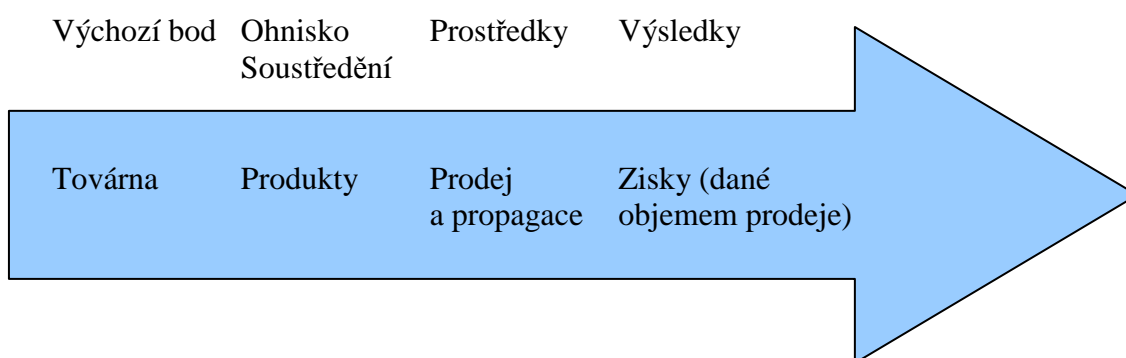 Výchozí bod Ohnisko Prostředky Výsledky
Soustředění
Továrna Produkty Prodej Zisky (dané
a propagace objemem prodeje)